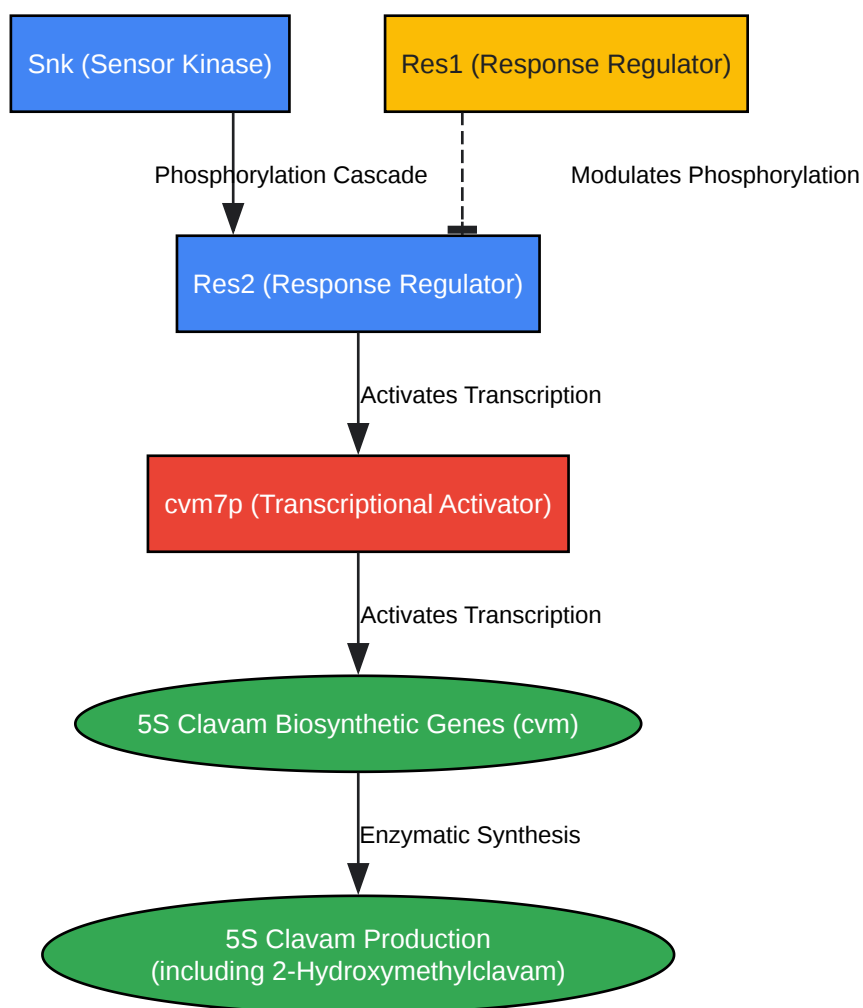 Snk (Sensor Kinase)
Res1 (Response Regulator)
Phosphorylation Cascade
Modulates Phosphorylation
Res2 (Response Regulator)
Activates Transcription
cvm7p (Transcriptional Activator)
Activates Transcription
5S Clavam Biosynthetic Genes (cvm)
Enzymatic Synthesis
5S Clavam Production
(including 2-Hydroxymethylclavam)